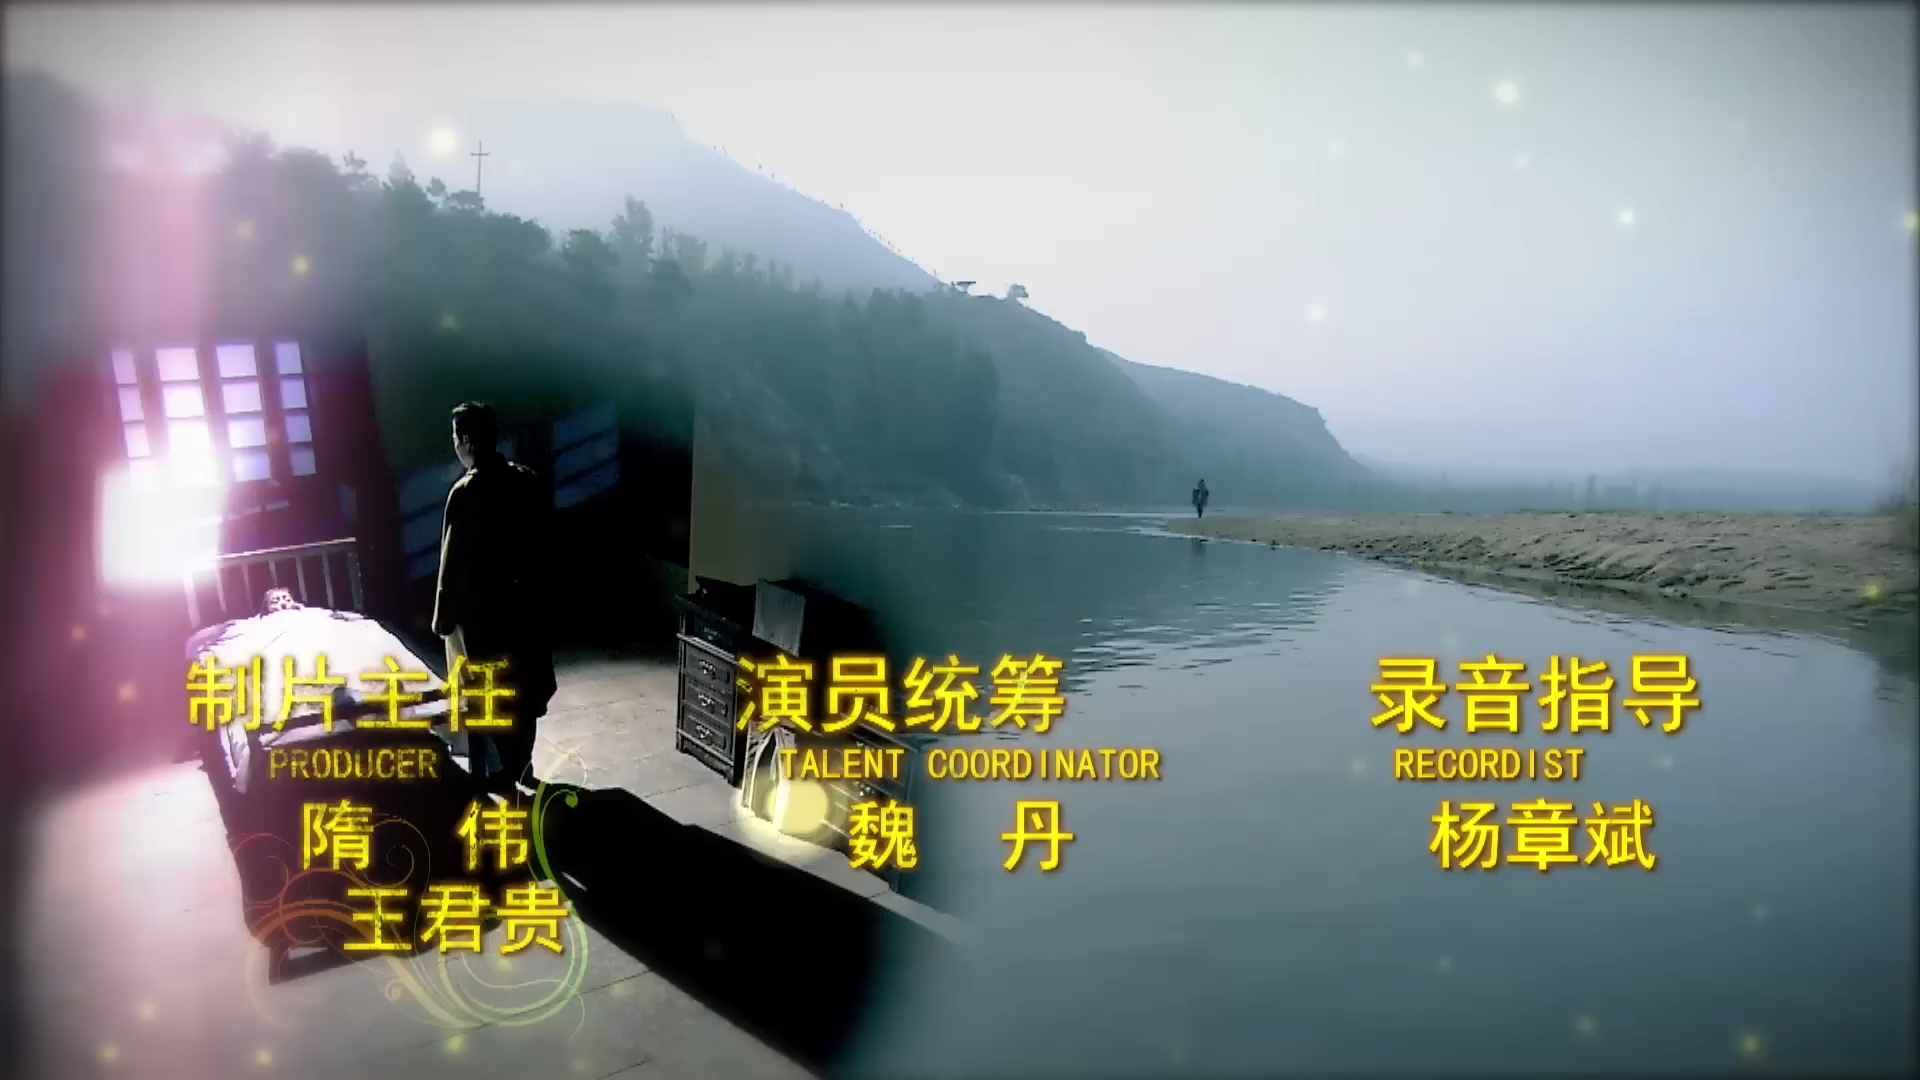 制片主任
PRODUCER
隋 伟
王君贵
演员统筹
TALENT COORDINATOR
魏 丹
录音指导
RECORDIST
杨章斌